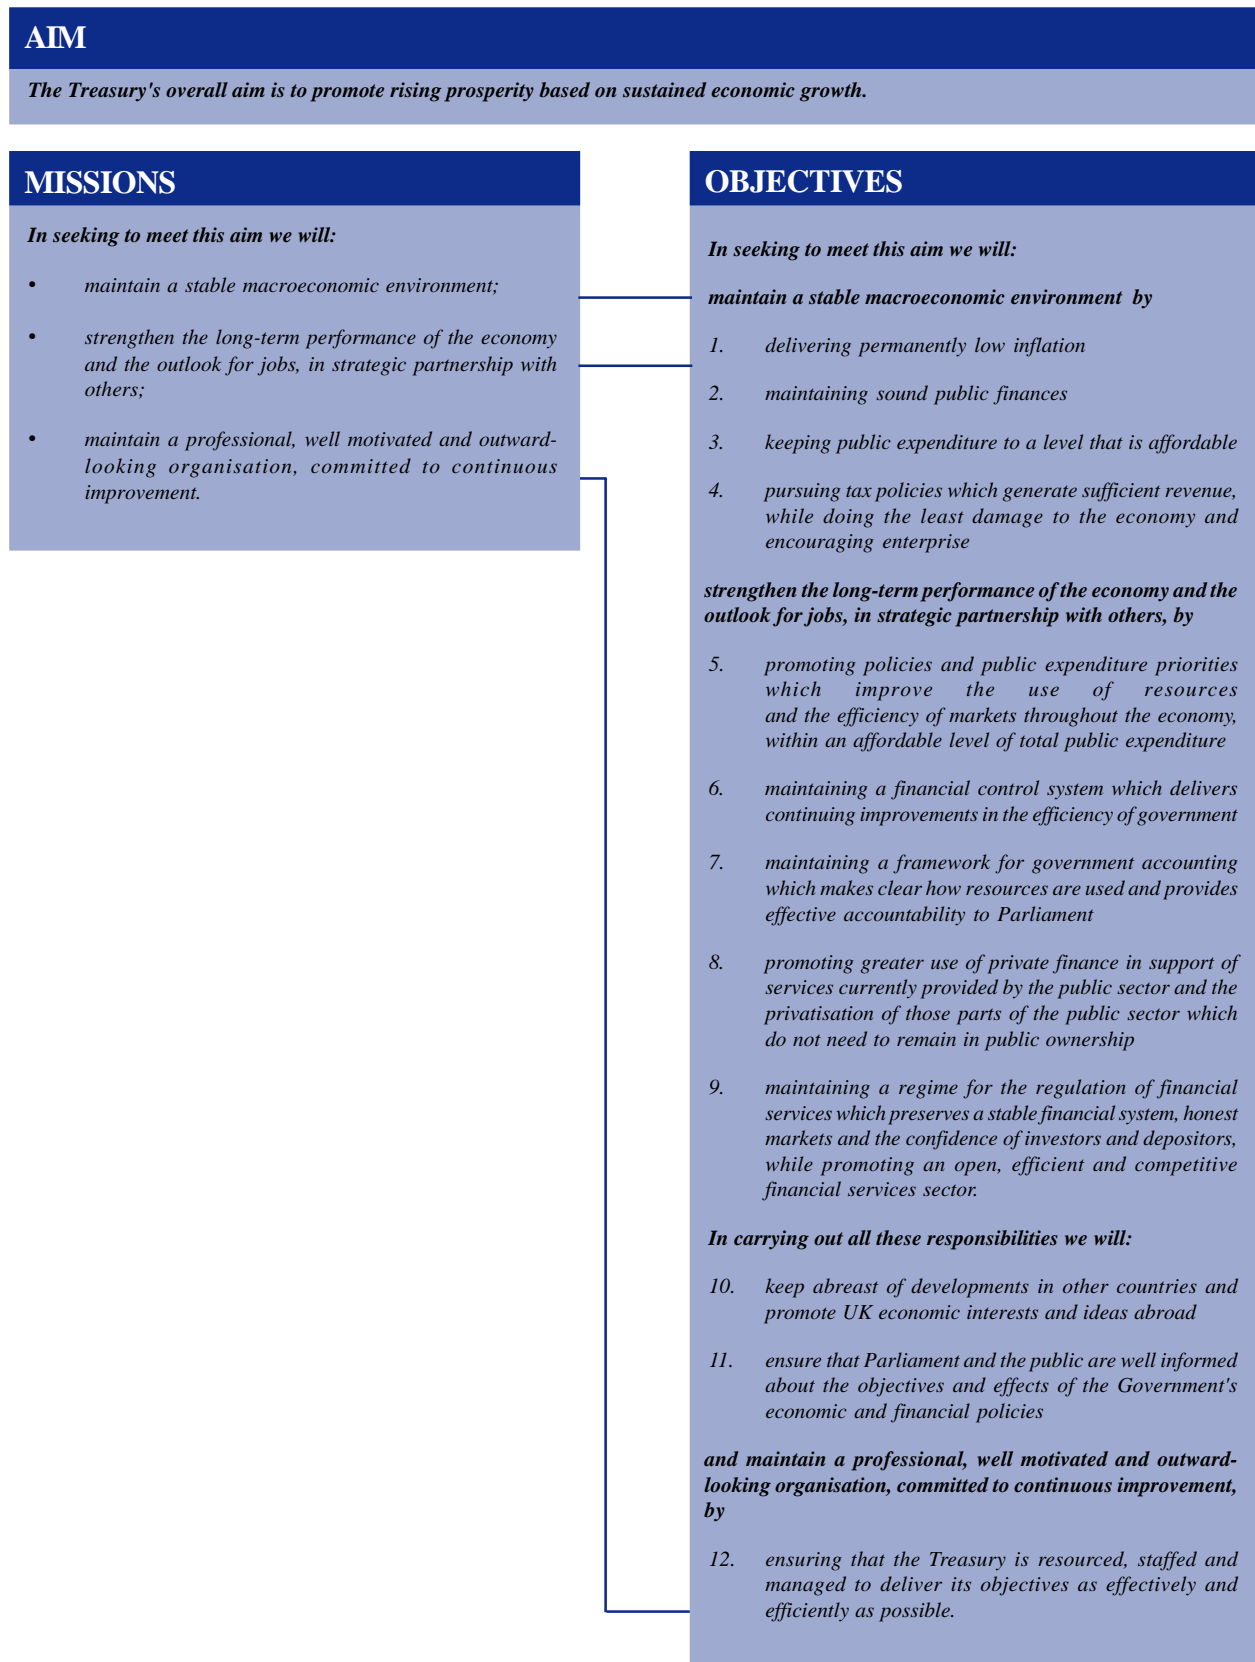 AIM
The Treasury's overall aim is to promote rising prosperity based on sustained economic growth.
MISSIONS
In seeking to meet this aim we will:
• maintain a stable macroeconomic environment;
• strengthen the long-term performance of the economy
and the outlook for jobs, in strategic partnership with
others;
• maintain a professional, well motivated and outward-
looking organisation, committed to continuous
improvement.
OBJECTIVES
In seeking to meet this aim we will:
maintain a stable macroeconomic environment by
1. delivering permanently low inflation
2. maintaining sound public finances
3. keeping public expenditure to a level that is affordable
4. pursuing tax policies which generate sufficient revenue,
while doing the least damage to the economy and
encouraging enterprise
strengthen the long-term performance of the economy and the
outlook for jobs, in strategic partnership with others, by
5. promoting policies and public expenditure priorities
which improve the use of resources
and the efficiency of markets throughout the economy,
within an affordable level of total public expenditure
6. maintaining a financial control system which delivers
continuing improvements in the efficiency of government
7. maintaining a framework for government accounting
which makes clear how resources are used and provides
effective accountability to Parliament
8. promoting greater use of private finance in support of
services currently provided by the public sector and the
privatisation of those parts of the public sector which
do not need to remain in public ownership
9. maintaining a regime for the regulation of financial
services which preserves a stable financial system, honest
markets and the confidence of investors and depositors,
while promoting an open, efficient and competitive
financial services sector.
In carrying out all these responsibilities we will:
10. keep abreast of developments in other countries and
promote UK economic interests and ideas abroad
11. ensure that Parliament and the public are well informed
about the objectives and effects of the Government's
economic and financial policies
and maintain a professional, well motivated and outward-
looking organisation, committed to continuous improvement,
by
12. ensuring that the Treasury is resourced, staffed and
managed to deliver its objectives as effectively and
efficiently as possible.